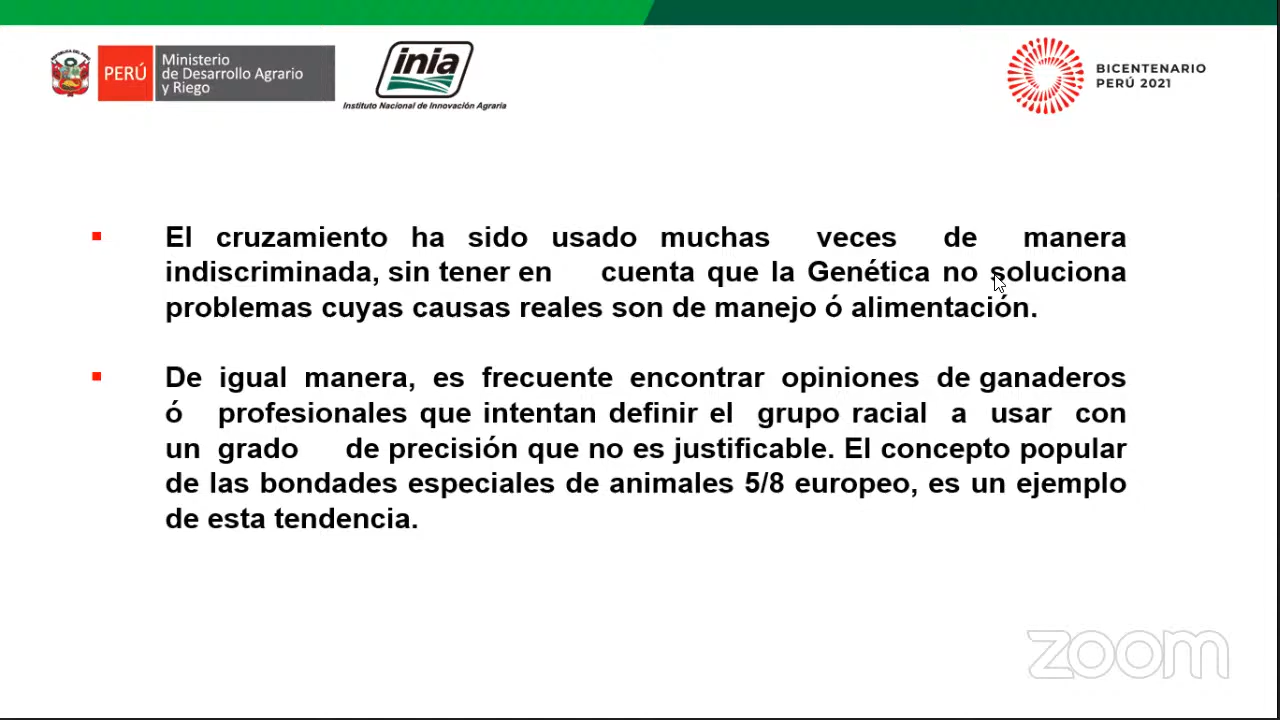 PERÚ
Ministerio
de Desarrollo Agrario
y Riego
inia
Instituto Nacional de Innovación Agraria
BICENTENARIO
PERÚ 2021
El cruzamiento ha sido usado muchas veces de manera
indiscriminada, sin tener en cuenta que la Genética no soluciona
problemas cuyas causas reales son de manejo ó alimentación.
De igual manera, es frecuente encontrar opiniones de ganaderos
ó profesionales que intentan definir el grupo racial a usar con
un grado de precisión que no es justificable. El concepto popular
de las bondades especiales de animales 5/8 europeo, es un ejemplo
de esta tendencia.
zoom